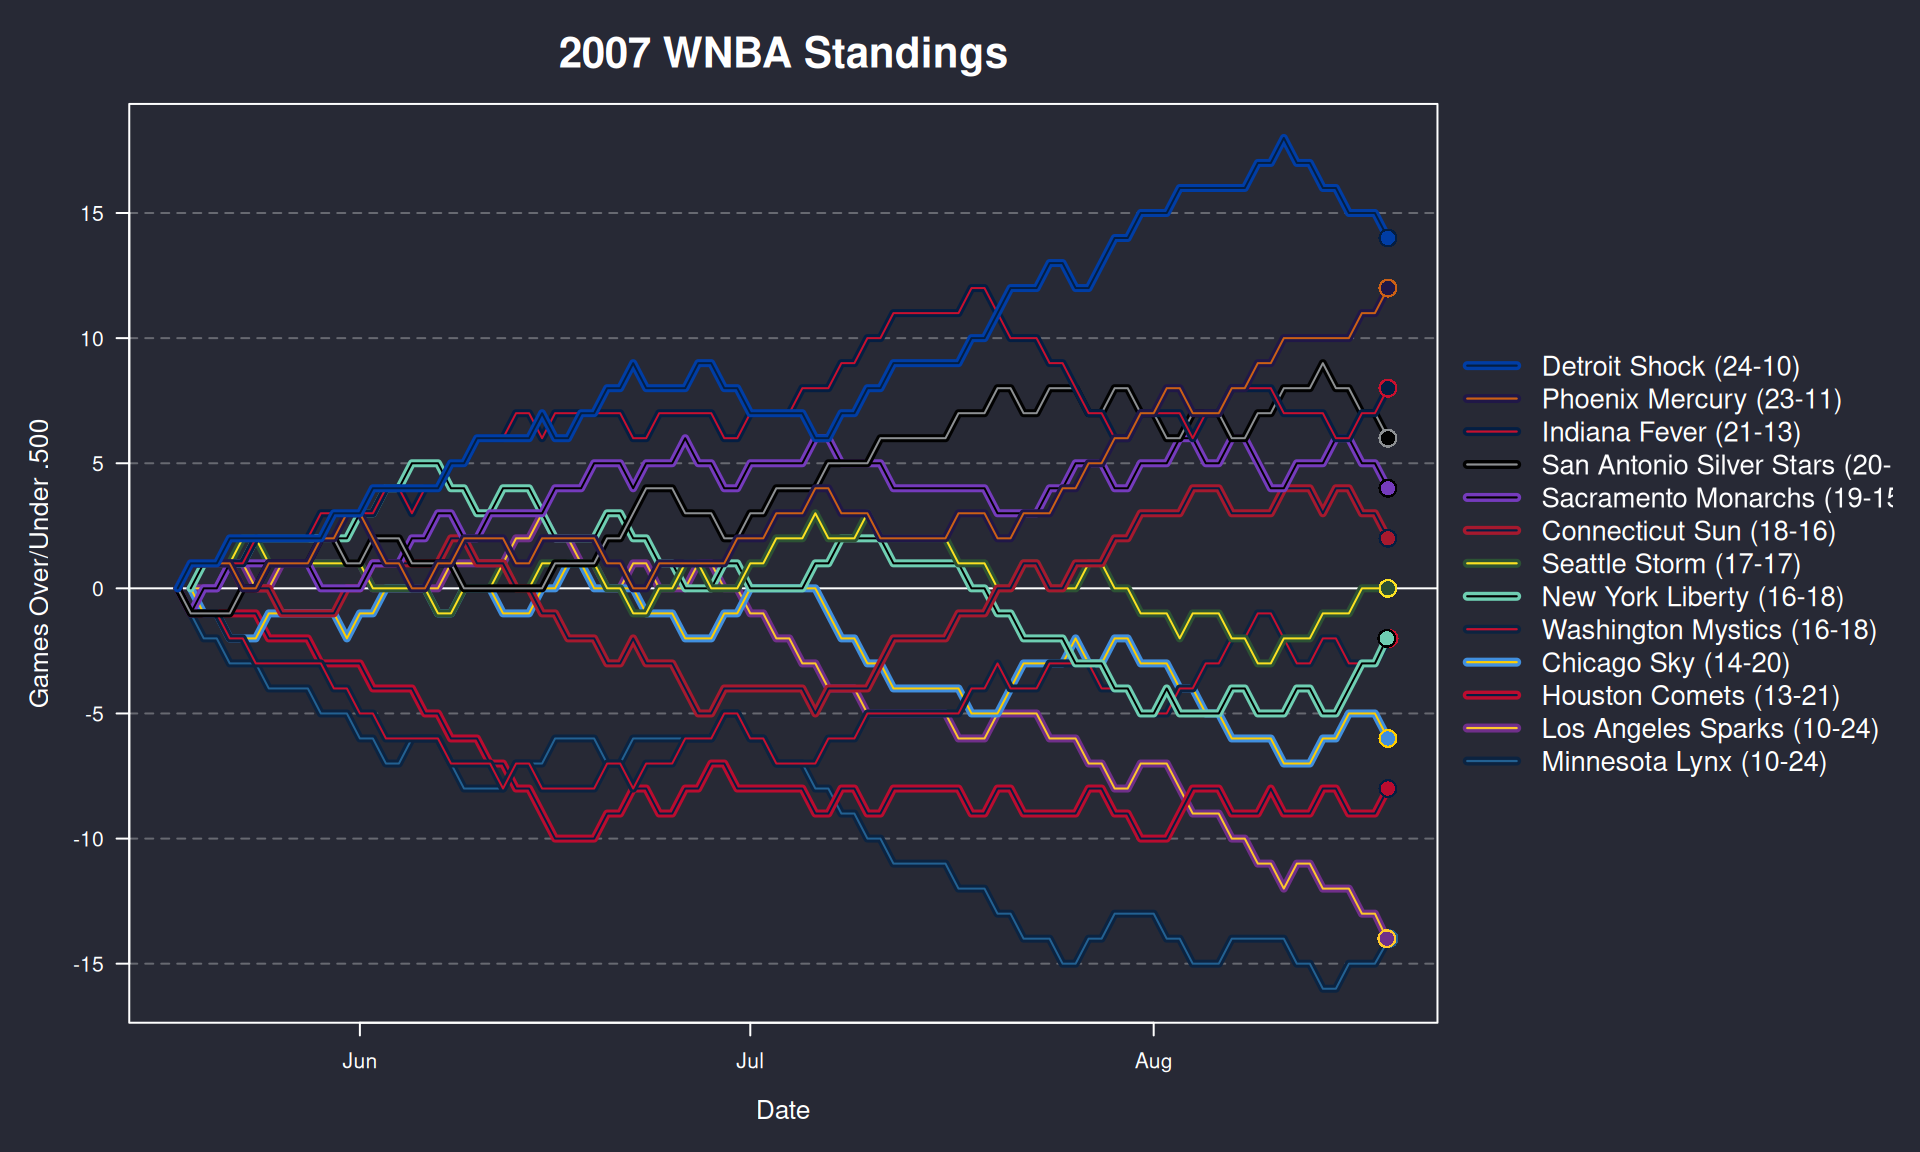 2007 WNBA Standings
Games Over/Under .500
15
10
5
0
-5
-10
-15
Jun
Jul
Aug
Date
Detroit Shock (24-10)
Phoenix Mercury (23-11)
Indiana Fever (21-13)
San Antonio Silver Stars (20-
Sacramento Monarchs (19-15
Connecticut Sun (18-16)
Seattle Storm (17-17)
New York Liberty (16-18)
Washington Mystics (16-18)
Chicago Sky (14-20)
Houston Comets (13-21)
Los Angeles Sparks (10-24)
Minnesota Lynx (10-24)